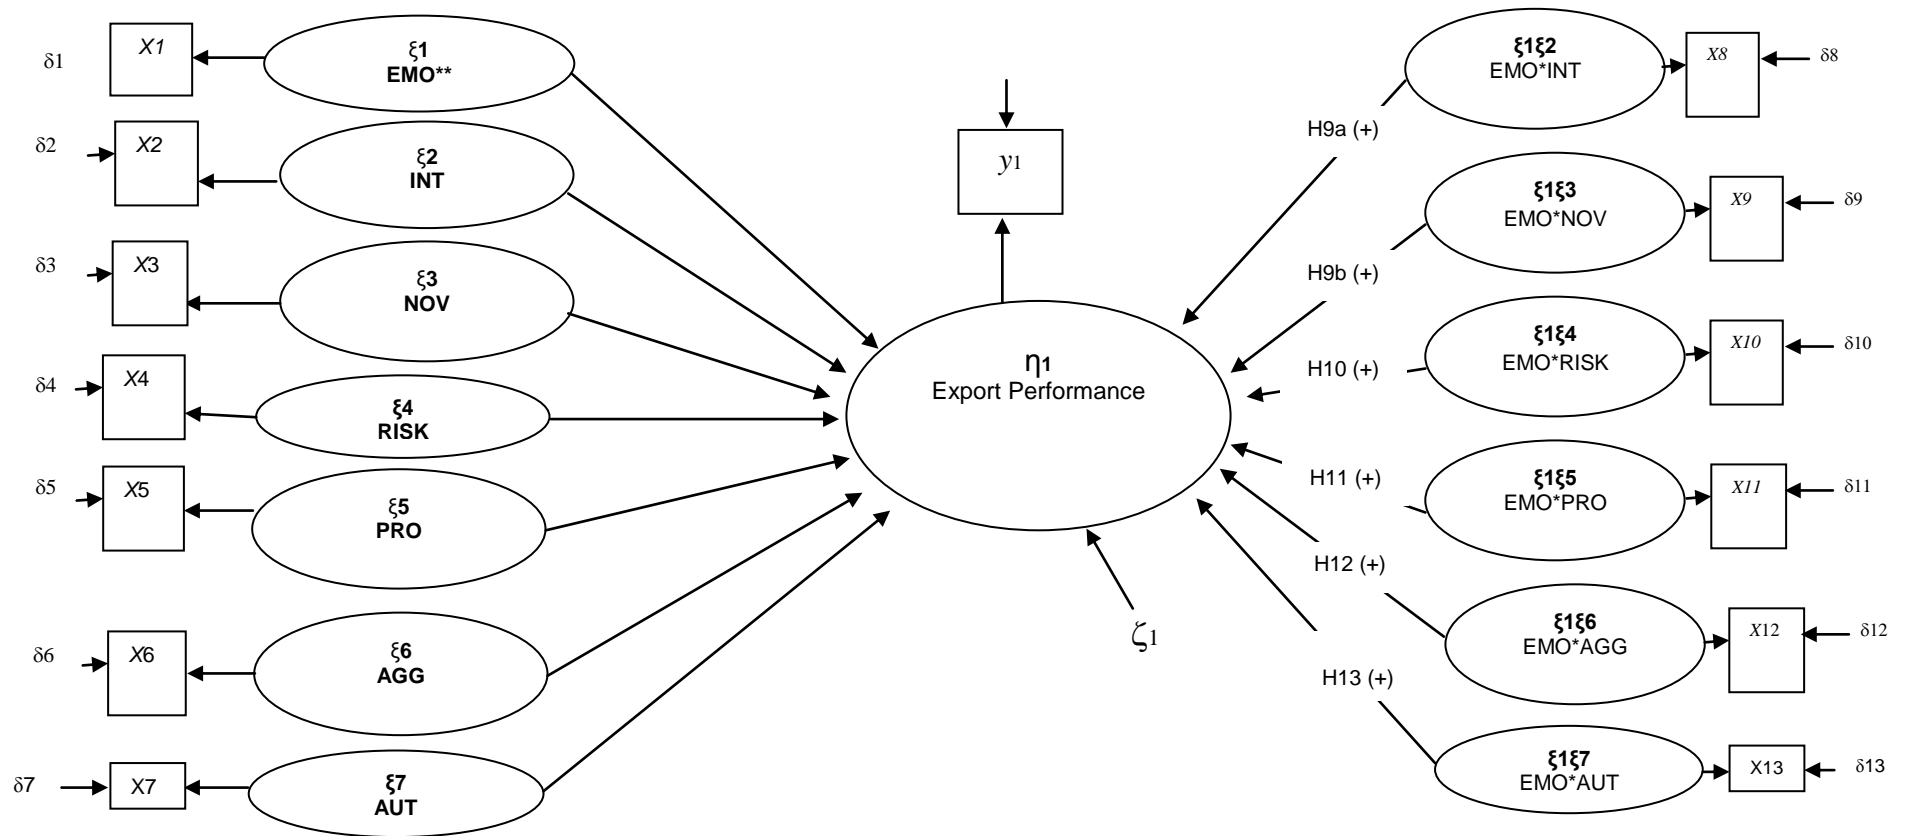 δ1
X1
ξ1
EMO**
δ2
X2
ξ2
INT
δ3
X3
ξ3
NOV
δ4
X4
ξ4
RISK
δ5
X5
ξ5
PRO
δ6
X6
ξ6
AGG
δ7
X7
ξ7
AUT
y1
η1
Export Performance
ζ1
H9a (+)
H9b (+)
H10 (+)
H11 (+)
H12 (+)
H13 (+)
ξ1ξ2
EMO*INT
X8
δ8
ξ1ξ3
EMO*NOV
X9
δ9
ξ1ξ4
EMO*RISK
X10
δ10
ξ1ξ5
EMO*PRO
X11
δ11
ξ1ξ6
EMO*AGG
X12
δ12
ξ1ξ7
EMO*AUT
X13
δ13